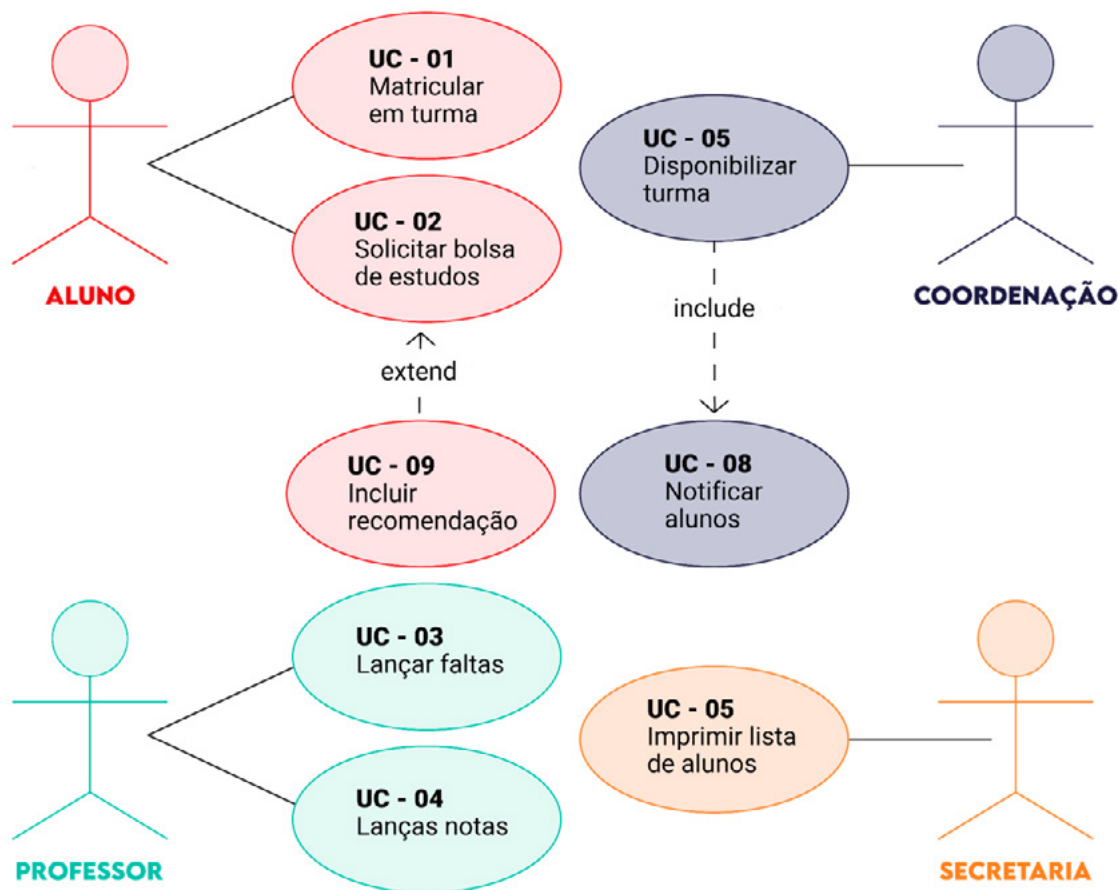 UC - 01
Matricular
em turma
UC - 02
Solicitar bolsa
de estudos
ALUNO
extend
UC - 09
Incluir
recomendação
UC - 05
Disponibilizar
turma
COORDENAÇÃO
include
UC - 08
Notificar
alunos
UC - 03
Lançar faltas
UC - 04
Lanças notas
PROFESSOR
UC - 05
Imprimir lista
de alunos
SECRETARIA